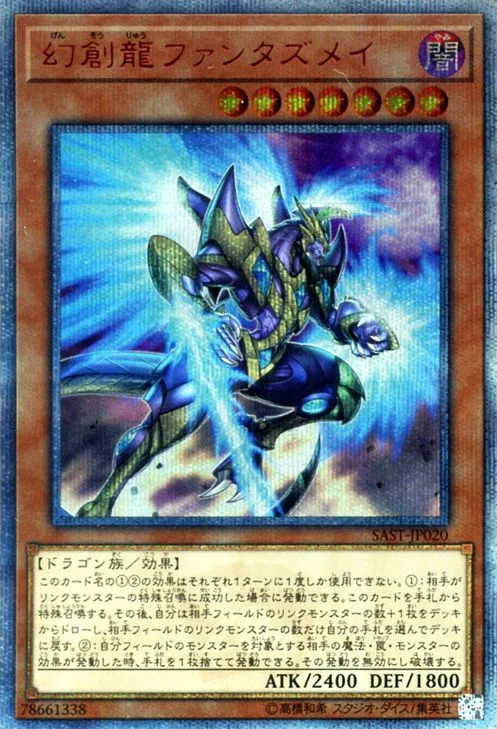 幻創龍ファンタズメイ
闇
SAST-JP020
【ドラゴン族／効果】
このカード名の①②の効果はそれぞれ1ターンに1度しか使用できない。①：相手が
リンクモンスターの特殊召喚に成功した場合に発動できる。このカードを手札から
特殊召喚する。その後、自分は相手フィールドのリンクモンスターの数＋1枚をデッキ
からドローし、相手フィールドのリンクモンスターの数だけ自分の手札を選んでデッキに
戻す。②：自分フィールドのモンスターを対象とする相手の魔法・罠・モンスターの
効果が発動した時、手札を1枚捨てて発動できる。その発動を無効にし破壊する。
ATK/2400 DEF/1800
78661338 ©高橋和希 スタジオ・ダイス/集英社